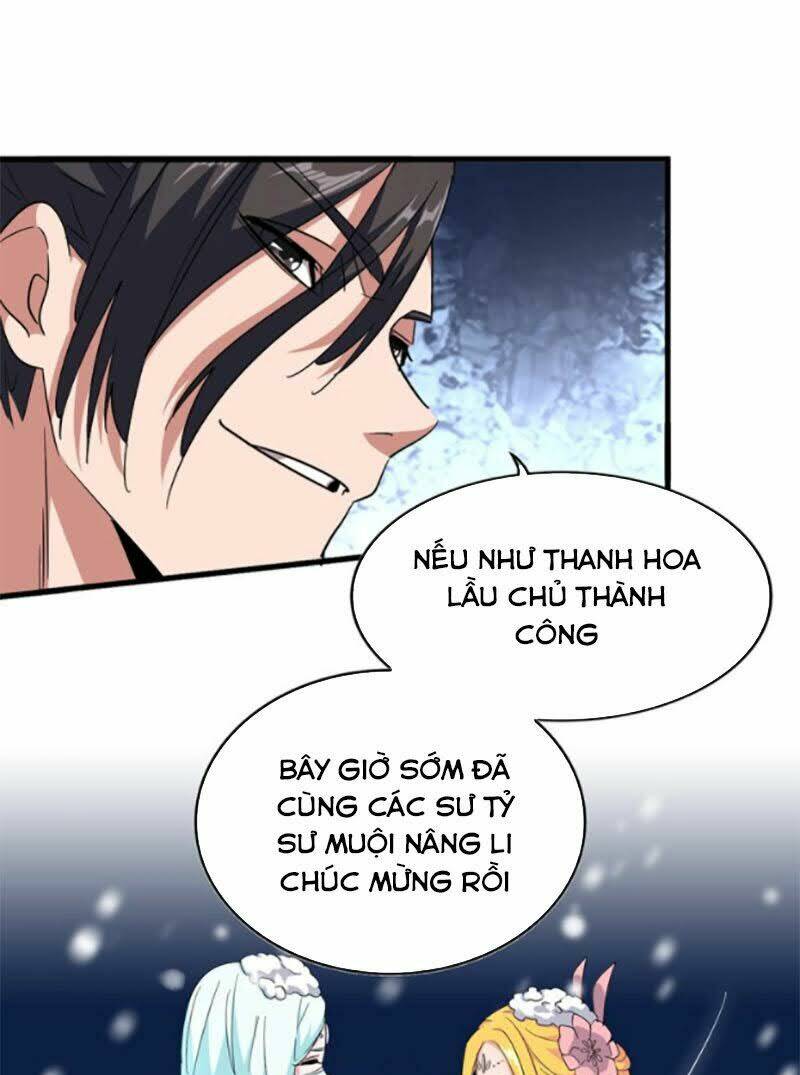 NẾU NHƯ THANH HOA
LẦU CHỦ THÀNH
CÔNG
BÂY GIỜ SỚM ĐÃ
CÙNG CÁC SƯ TỶ
SƯ MUỘI NÂNG LI
CHÚC MỪNG RỒI